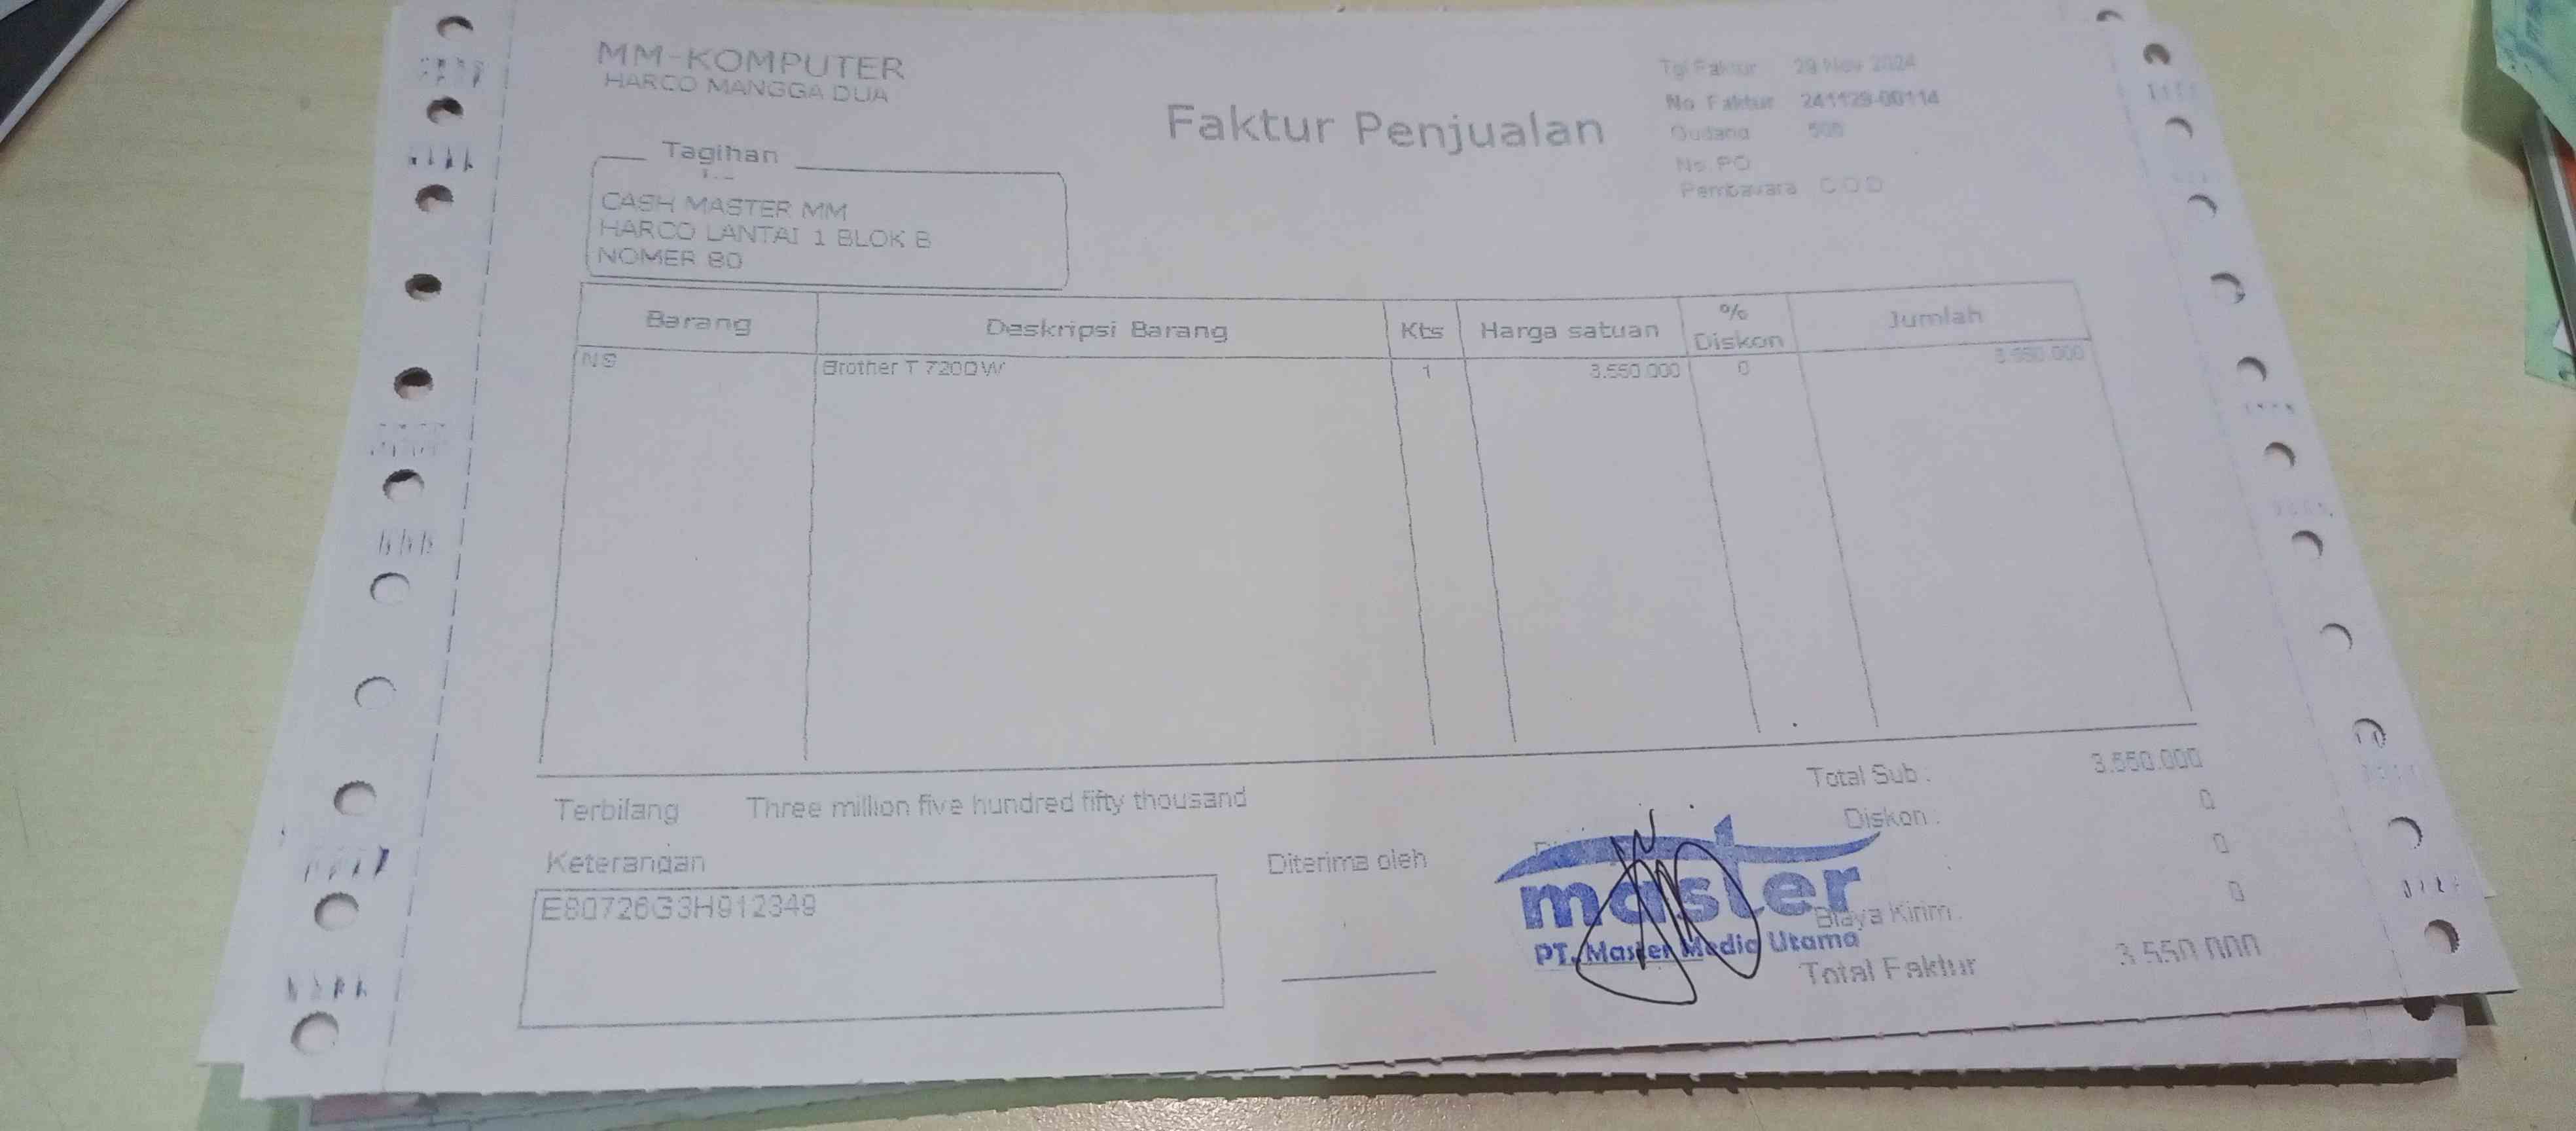 MM-KOMPUTER
HARCO MANGGA DUA
Faktur Penjualan
Tgl Faktur 29 Nov 2024
No. Faktur 241129-00114
Gudang 500
No. PO
Pembayara C O D
Tagihan
CASH MASTER MM
HARCO LANTAI 1 BLOK B
NOMER 80
Barang Deskripsi Barang Kts Harga satuan % Diskon Jumlah
NS Brother T 720DW 1 3.550.000 0 3.550.000
Terbilang Three million five hundred fifty thousand
Total Sub : 3.550.000
Diskon : 0
: 0
Biaya Kirim : 0
Total Faktur 3.550.000
Keterangan
E80726G3H912349
Diterima oleh
master
PT. Master Media Utama